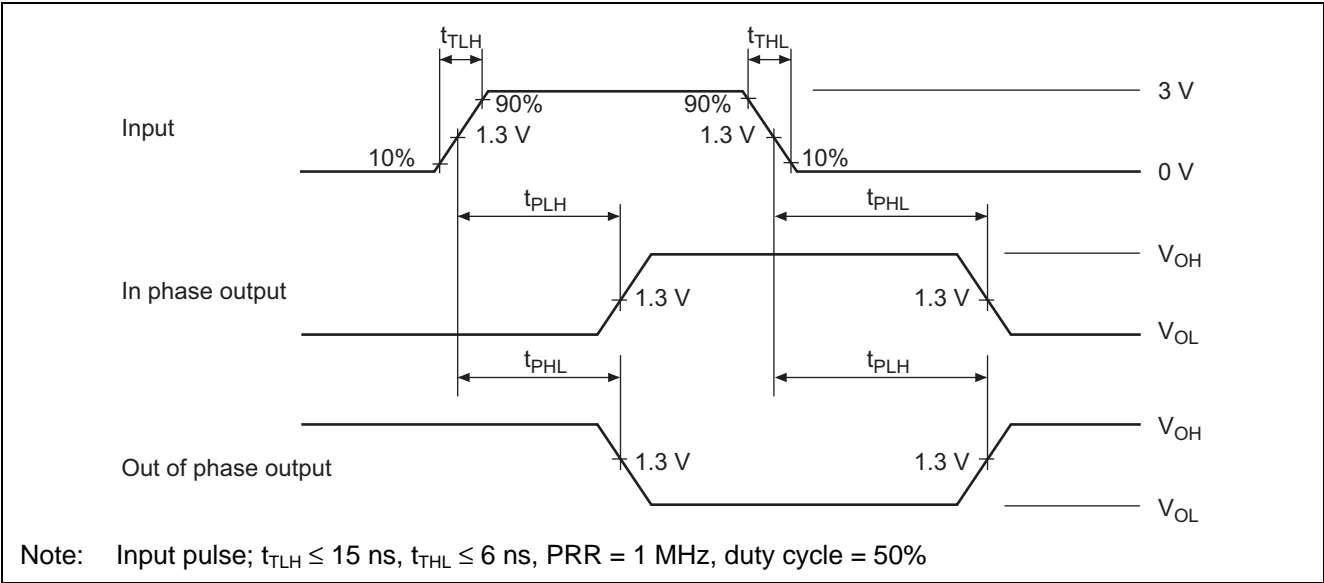 tTLH tTHL
90% 90% 3 V
Input 1.3 V 1.3 V
10% 10% 0 V
tPLH tPHL
VOH
In phase output 1.3 V 1.3 V
VOL
tPHL tPLH
VOH
Out of phase output 1.3 V 1.3 V
VOL
Note: Input pulse; tTLH ≤ 15 ns, tTHL ≤ 6 ns, PRR = 1 MHz, duty cycle = 50%